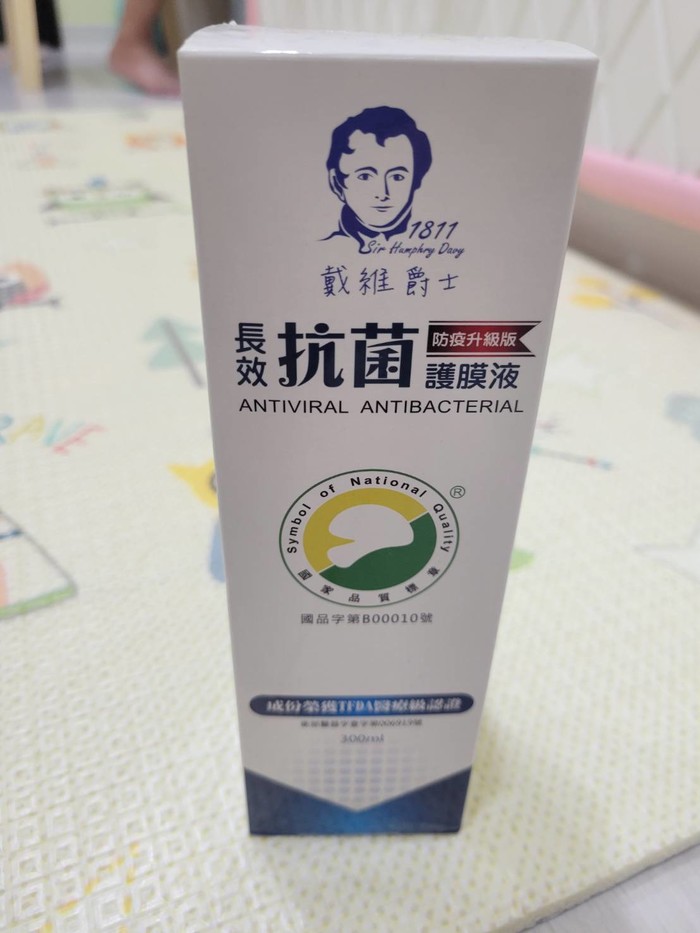 1811
Sir Humphry Davy
戴維爵士
長效
抗菌
防疫升級版
護膜液
ANTIVIRAL ANTIBACTERIAL
Symbol of National Quality
®
國家品質標章
國品字第B00010號
成份榮獲TFDA醫療級認證
300ml
RAVE